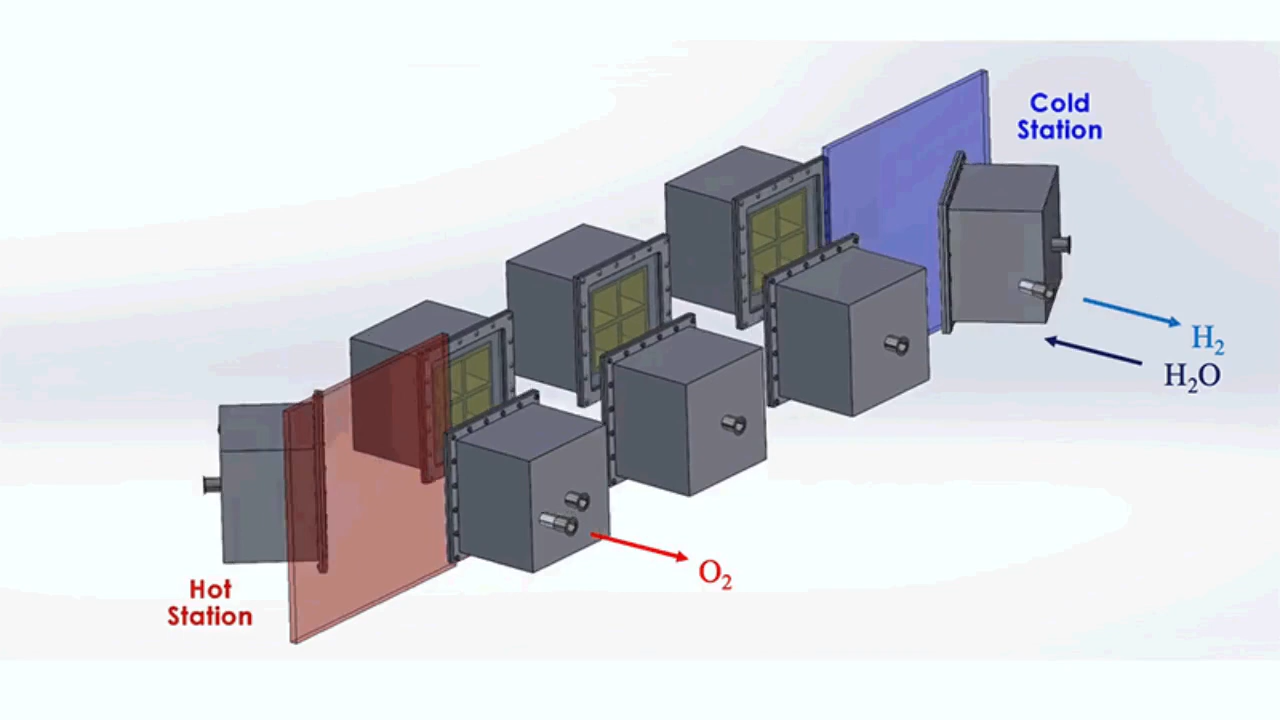 Cold
Station
H₂
H₂O
O₂
Hot
Station